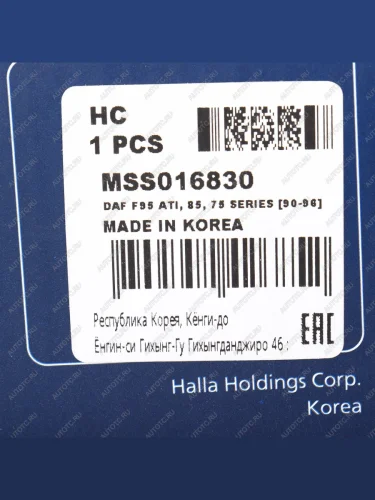 HC
1 PCS
MSS016830
DAF F95 ATI, 85, 75 SERIES [90-96]
MADE IN KOREA
Республика Корея, Кёнги-до
Ёнгин-си Гихынг-Гу Гихынгданджиро 46 :
EAC
Halla Holdings Corp.
Korea